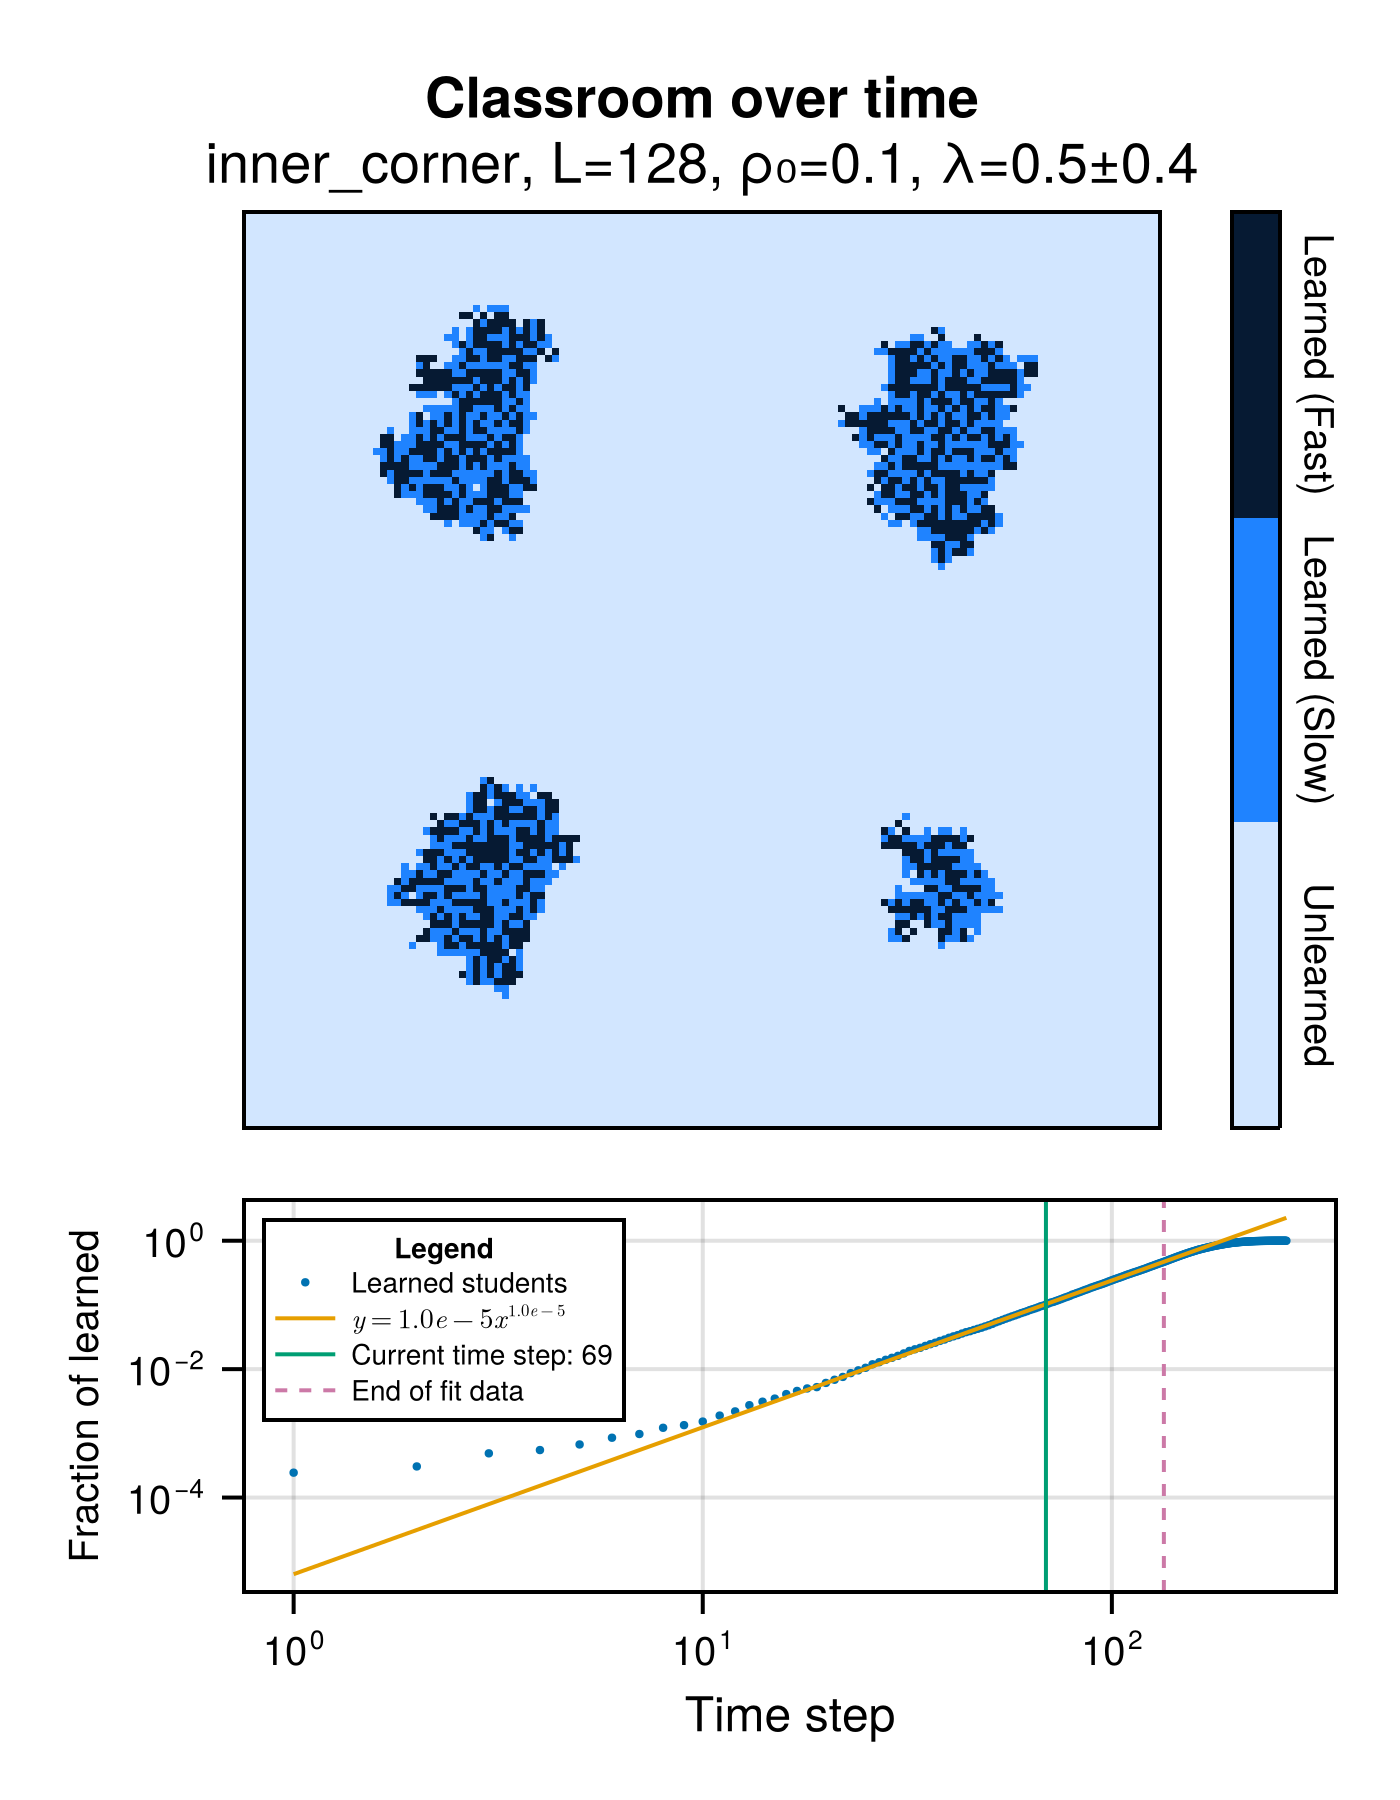 Classroom over time
inner_corner, L=128, ρ₀=0.1, λ=0.5±0.4
Learned (Fast)
Learned (Slow)
Unlearned
Fraction of learned
10⁰
10⁻²
10⁻⁴
Legend
Learned students
y = 1.0e − 5x^{1.0e−5}
Current time step: 69
End of fit data
10⁰ 10¹ 10²
Time step